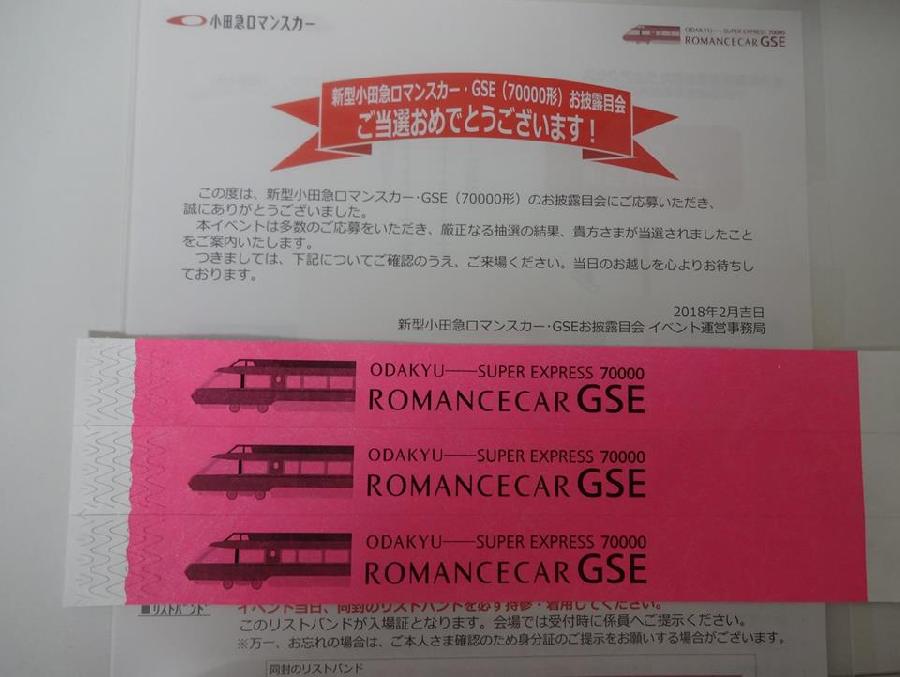 小田急ロマンスカー
ODAKYU — SUPER EXPRESS 70000
ROMANCECAR GSE
新型小田急ロマンスカー・GSE（70000形）お披露目会
ご当選おめでとうございます！
この度は、新型小田急ロマンスカー・GSE（70000形）のお披露目会にご応募いただき、
誠にありがとうございました。
本イベントは多数のご応募をいただき、厳正なる抽選の結果、貴方さまが当選されましたこと
をご案内いたします。
つきましては、下記についてご確認のうえ、ご来場ください。当日のお越しを心よりお待ちし
ております。
2018年2月吉日
新型小田急ロマンスカー・GSEお披露目会 イベント運営事務局
ODAKYU——SUPER EXPRESS 70000
ROMANCECAR GSE
ODAKYU——SUPER EXPRESS 70000
ROMANCECAR GSE
ODAKYU——SUPER EXPRESS 70000
ROMANCECAR GSE
■リストバンド
イベント当日、同封のリストバンドを必ず持参・着用してください。
このリストバンドが入場証となります。会場では受付時に係員へご提示ください。
※万一、お忘れの場合は、ご本人さま確認のため身分証のご提示をお願いする場合がございます。
同封のリストバンド